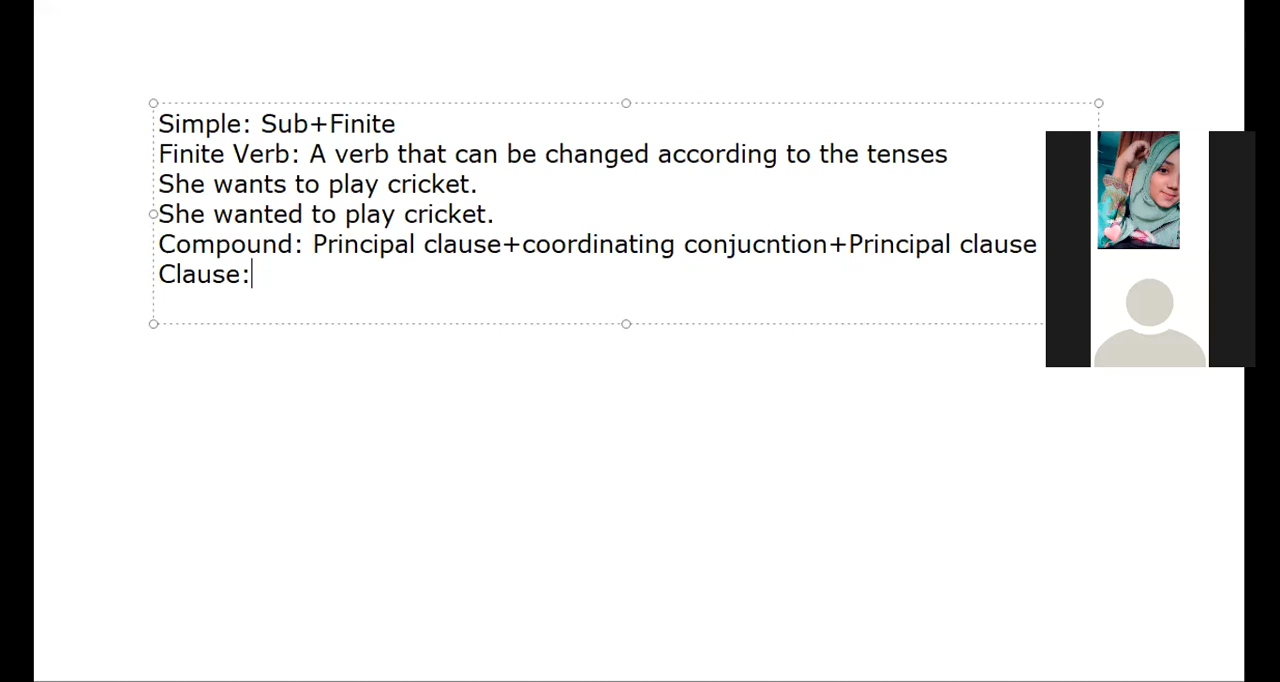 Simple: Sub+Finite
Finite Verb: A verb that can be changed according to the tenses
She wants to play cricket.
She wanted to play cricket.
Compound: Principal clause+coordinating conjucntion+Principal clause
Clause: